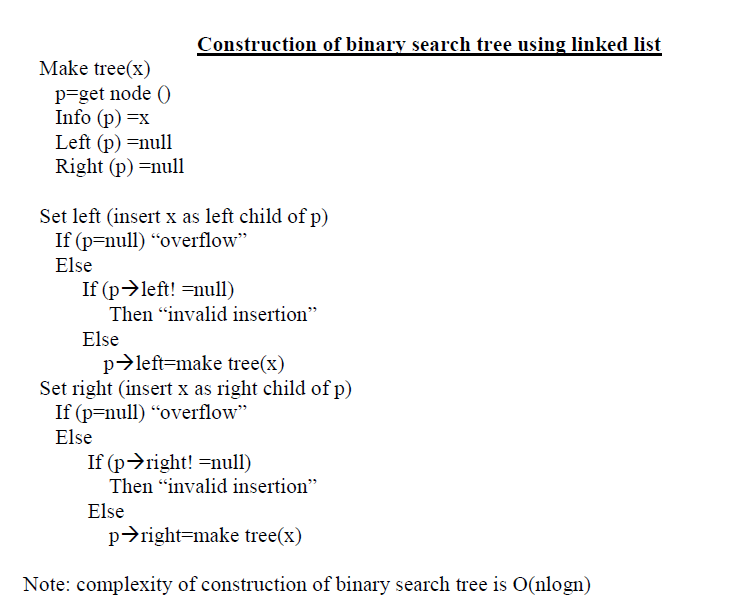 Construction of binary search tree using linked list
Make tree(x)
p=get node ()
Info (p) =x
Left (p) =null
Right (p) =null
Set left (insert x as left child of p)
If (p=null) “overflow”
Else
If (p→left! =null)
Then “invalid insertion”
Else
p→left=make tree(x)
Set right (insert x as right child of p)
If (p=null) “overflow”
Else
If (p→right! =null)
Then “invalid insertion”
Else
p→right=make tree(x)
Note: complexity of construction of binary search tree is O(nlogn)